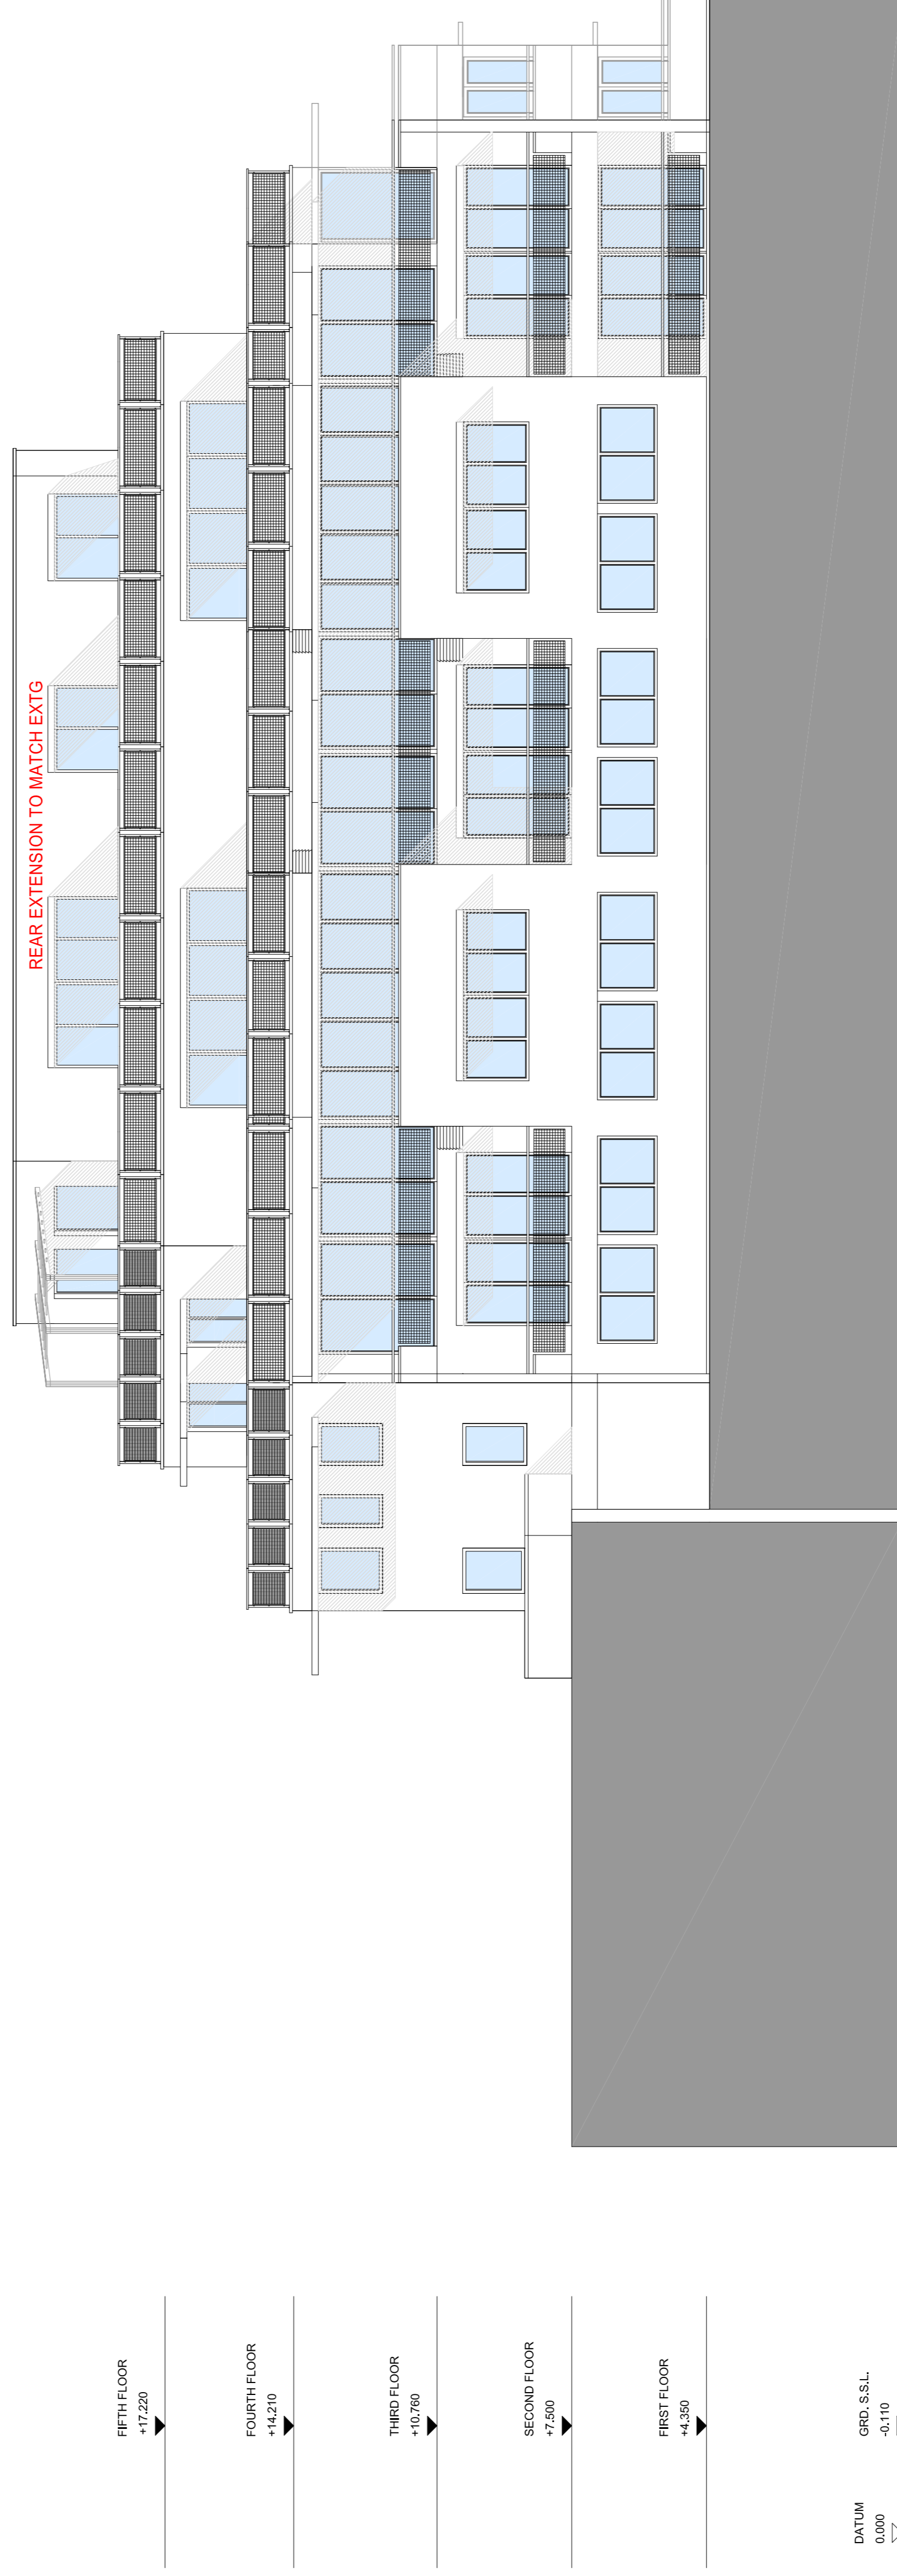 REAR EXTENSION TO MATCH EXTG
FIFTH FLOOR
+17.220
FOURTH FLOOR
+14.210
THIRD FLOOR
+10.760
SECOND FLOOR
+7.500
FIRST FLOOR
+4.350
DATUM
0.000
GRD. S.S.L.
-0.110